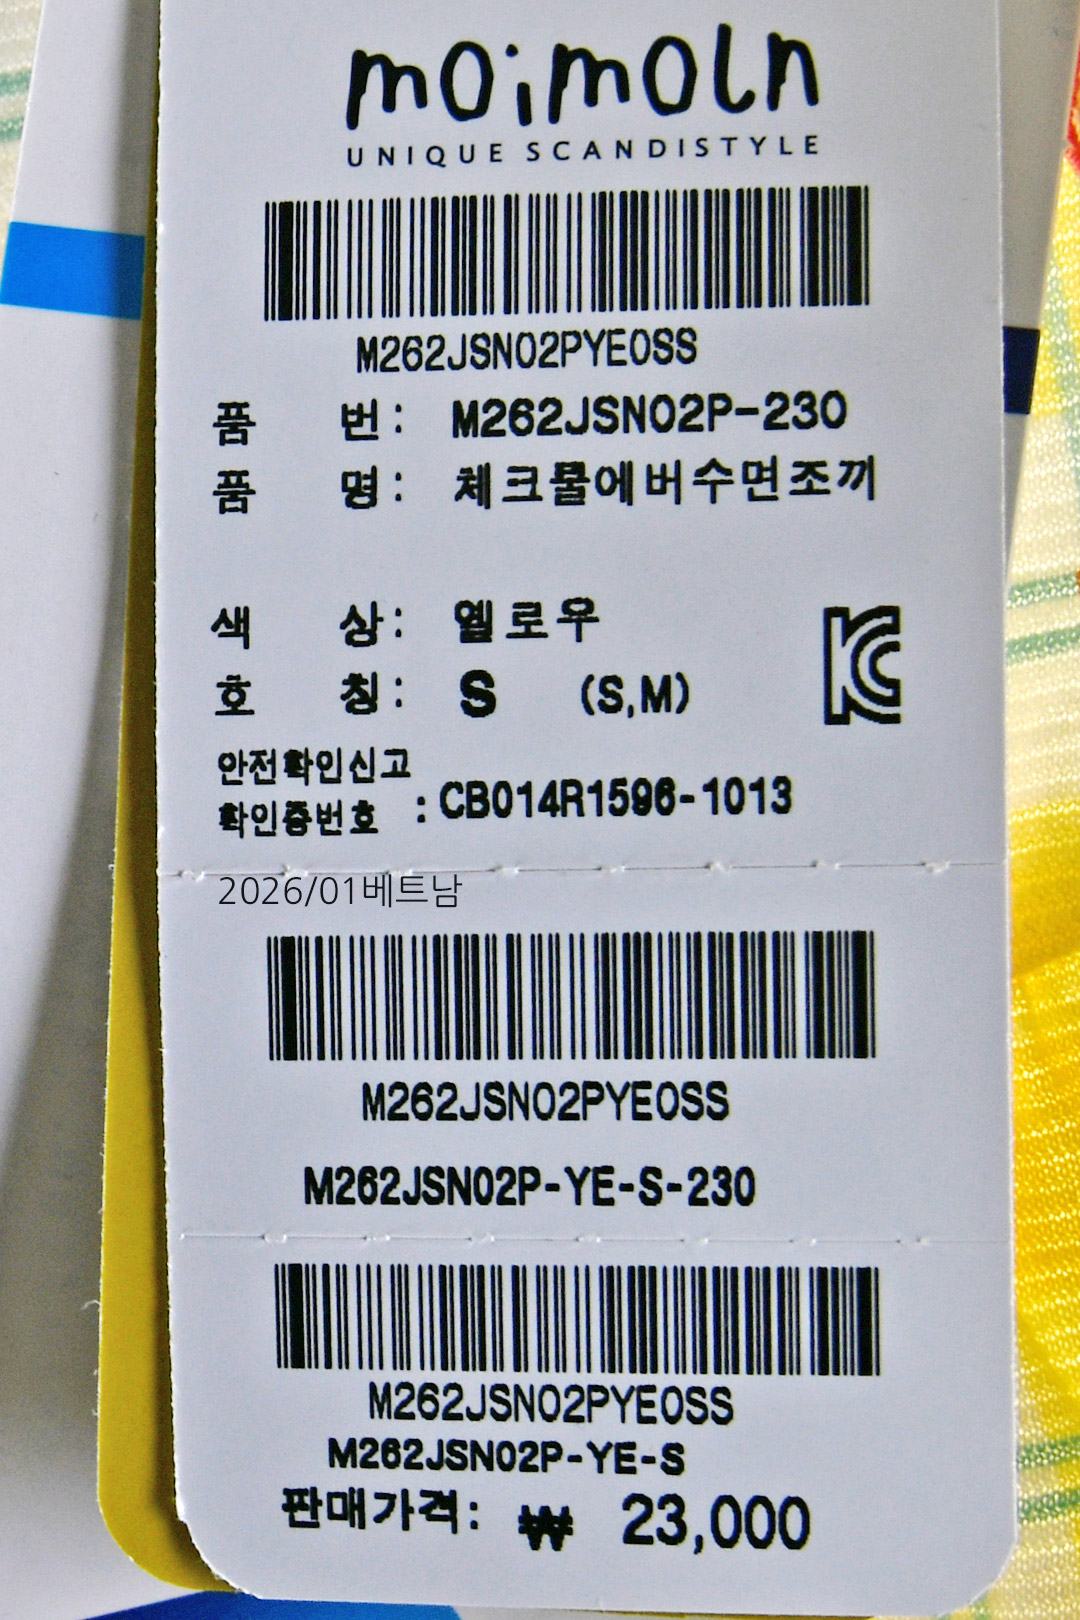 moimoln
UNIQUE SCANDISTYLE
M262JSN02PYE0SS
품 번: M262JSN02P-230
품 명: 체크물에버수면조끼
색 상: 옐로우
호 칭: S (S,M)
안전확인신고
확인증번호 : CB014R1596-1013
2026/01베트남
M262JSN02PYE0SS
M262JSN02P-YE-S-230
M262JSN02PYE0SS
M262JSN02P-YE-S
판매가격: ₩ 23,000